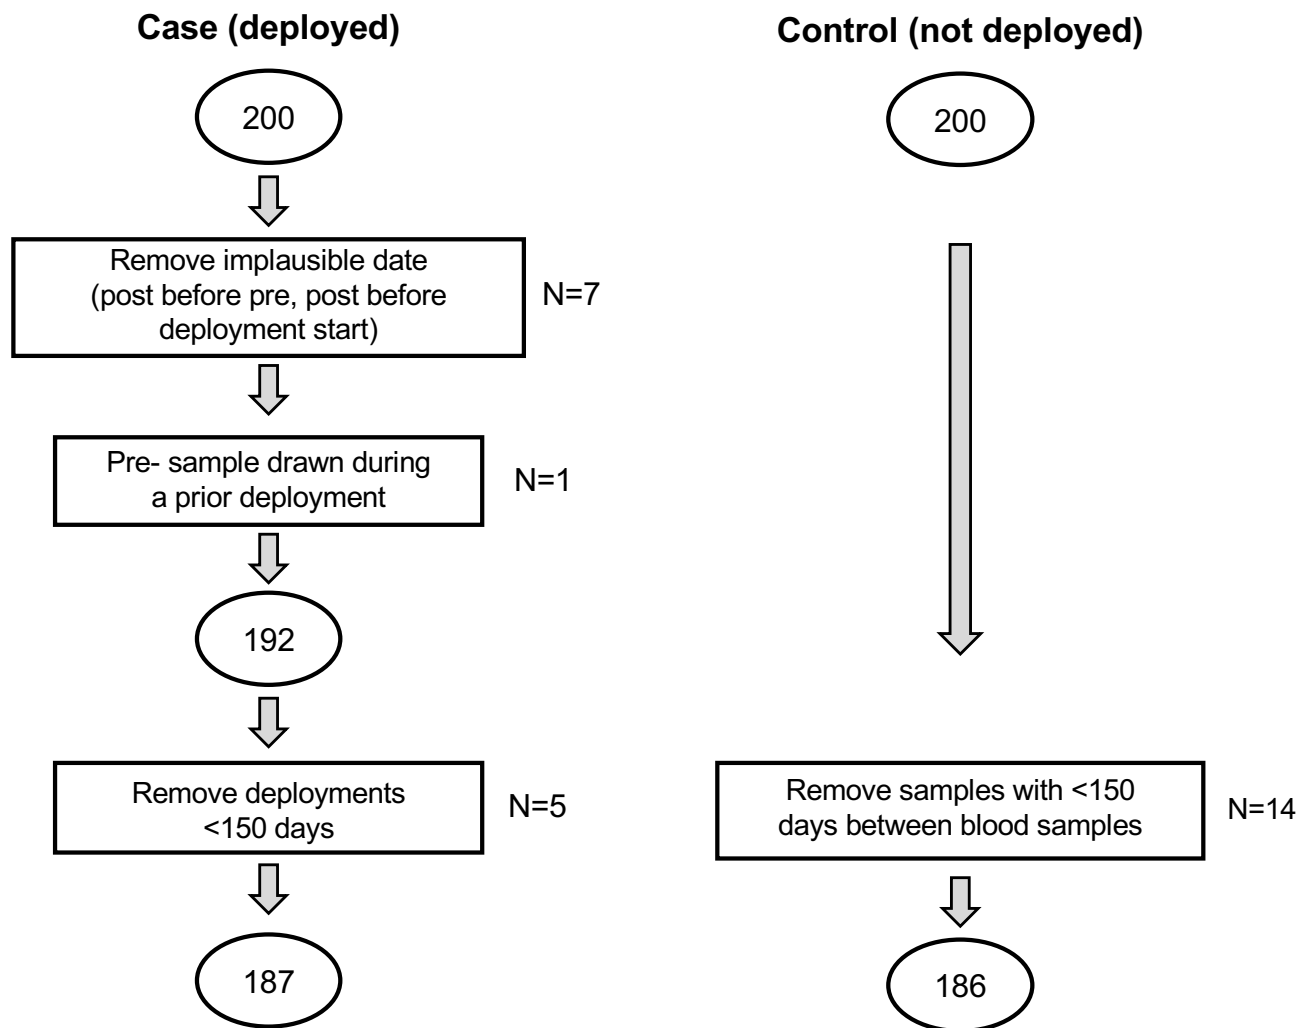 Case (deployed)
Control (not deployed)
200
200
Remove implausible date
(post before pre, post before
deployment start)
N=7
Pre- sample drawn during
a prior deployment
N=1
192
Remove deployments
<150 days
N=5
Remove samples with <150
days between blood samples
N=14
187
186